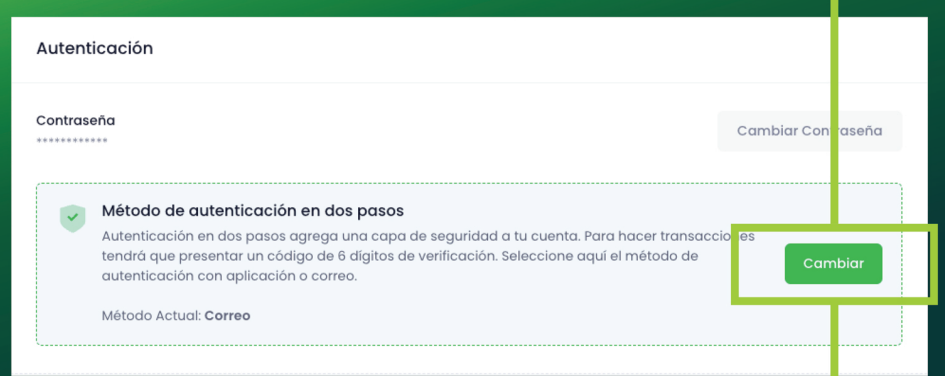 Autenticación
Contraseña
************
Cambiar Contraseña
Método de autenticación en dos pasos
Autenticación en dos pasos agrega una capa de seguridad a tu cuenta. Para hacer transacciones
tendrá que presentar un código de 6 dígitos de verificación. Seleccione aquí el método de
autenticación con aplicación o correo.
Cambiar
Método Actual: Correo